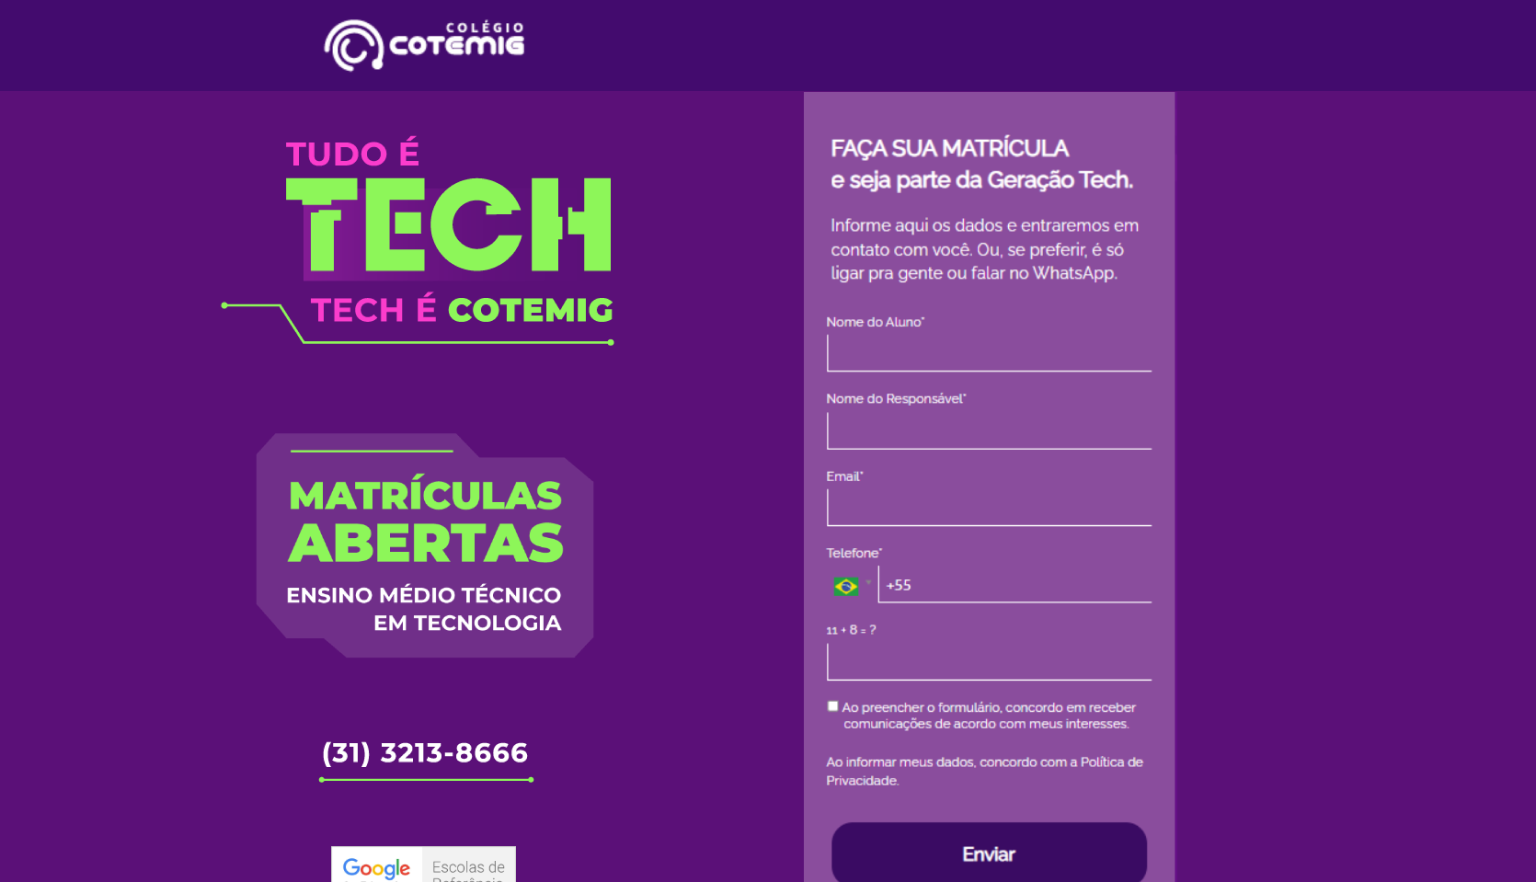 COLÉGIO
COTEMIG
TUDO É
TECH
TECH É COTEMIG
MATRÍCULAS
ABERTAS
ENSINO MÉDIO TÉCNICO
EM TECNOLOGIA
(31) 3213-8666
Google
Escolas de
FAÇA SUA MATRÍCULA
e seja parte da Geração Tech.
Informe aqui os dados e entraremos em
contato com você. Ou, se preferir, é só
ligar pra gente ou falar no WhatsApp.
Nome do Aluno*
Nome do Responsável*
Email*
Telefone*
+55
11 + 8 = ?
Ao preencher o formulário, concordo em receber
comunicações de acordo com meus interesses.
Ao informar meus dados, concordo com a Política de
Privacidade.
Enviar